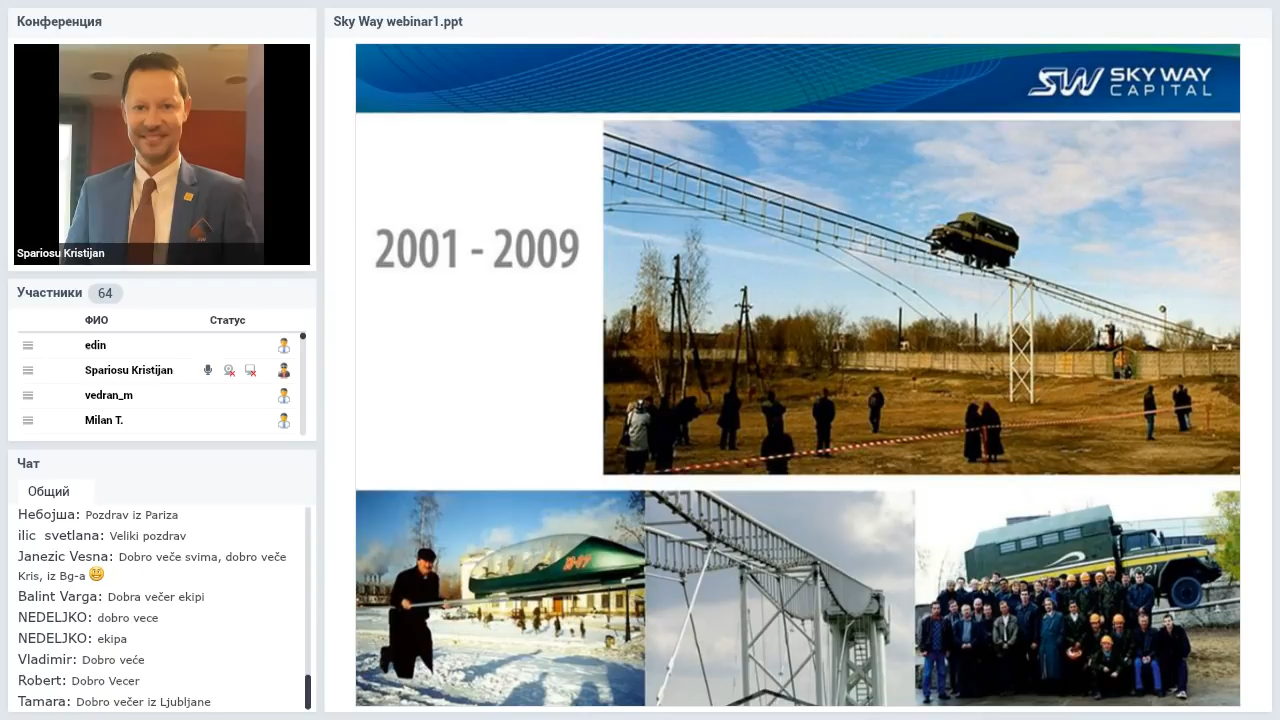 Конференция
Spariosu Kristijan
Участники 64
ФИО Статус
edin
Spariosu Kristijan
vedran_m
Milan T.
Чат
Общий
Небојша: Pozdrav iz Pariza
ilic svetlana: Veliki pozdrav
Janezic Vesna: Dobro veče svima, dobro veče
Kris, iz Bg-a
Balint Varga: Dobra večer ekipi
NEDELJKO: dobro vece
NEDELJKO: ekipa
Vladimir: Dobro veće
Robert: Dobro Vecer
Tamara: Dobro večer iz Ljubljane
Sky Way webinar1.ppt
SW SKY WAY
CAPITAL
2001 - 2009